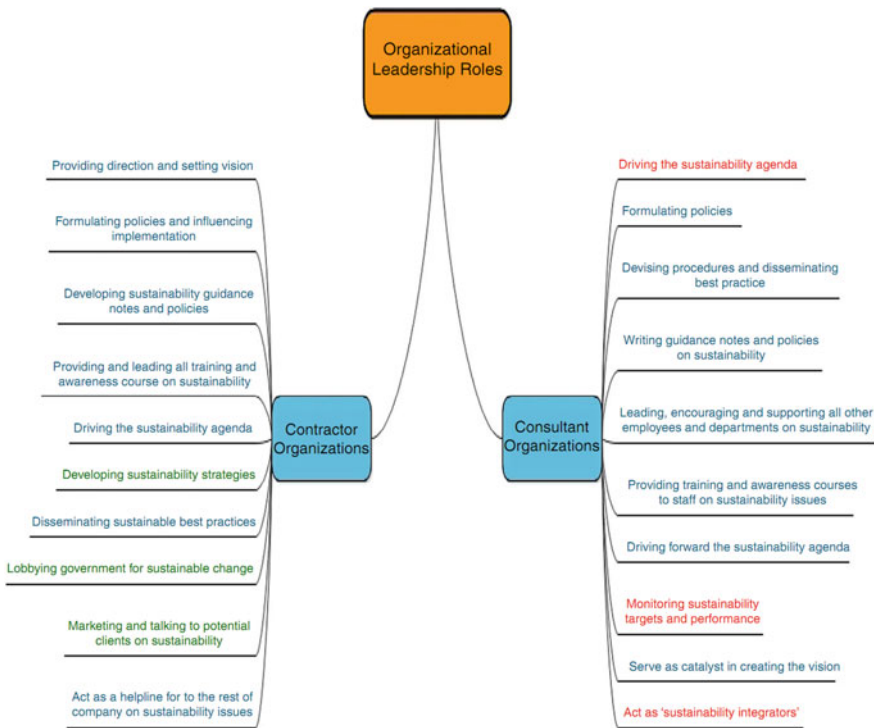 Organizational
Leadership Roles
Providing direction and setting vision
Formulating policies and influencing
implementation
Developing sustainability guidance
notes and policies
Providing and leading all training and
awareness course on sustainability
Driving the sustainability agenda
Developing sustainability strategies
Disseminating sustainable best practices
Lobbying government for sustainable change
Marketing and talking to potential
clients on sustainability
Act as a helpline for to the rest of
company on sustainability issues
Contractor
Organizations
Consultant
Organizations
Driving the sustainability agenda
Formulating policies
Devising procedures and disseminating
best practice
Writing guidance notes and policies
on sustainability
Leading, encouraging and supporting all other
employees and departments on sustainability
Providing training and awareness courses
to staff on sustainability issues
Driving forward the sustainability agenda
Monitoring sustainability
targets and performance
Serve as catalyst in creating the vision
Act as ‘sustainability integrators’